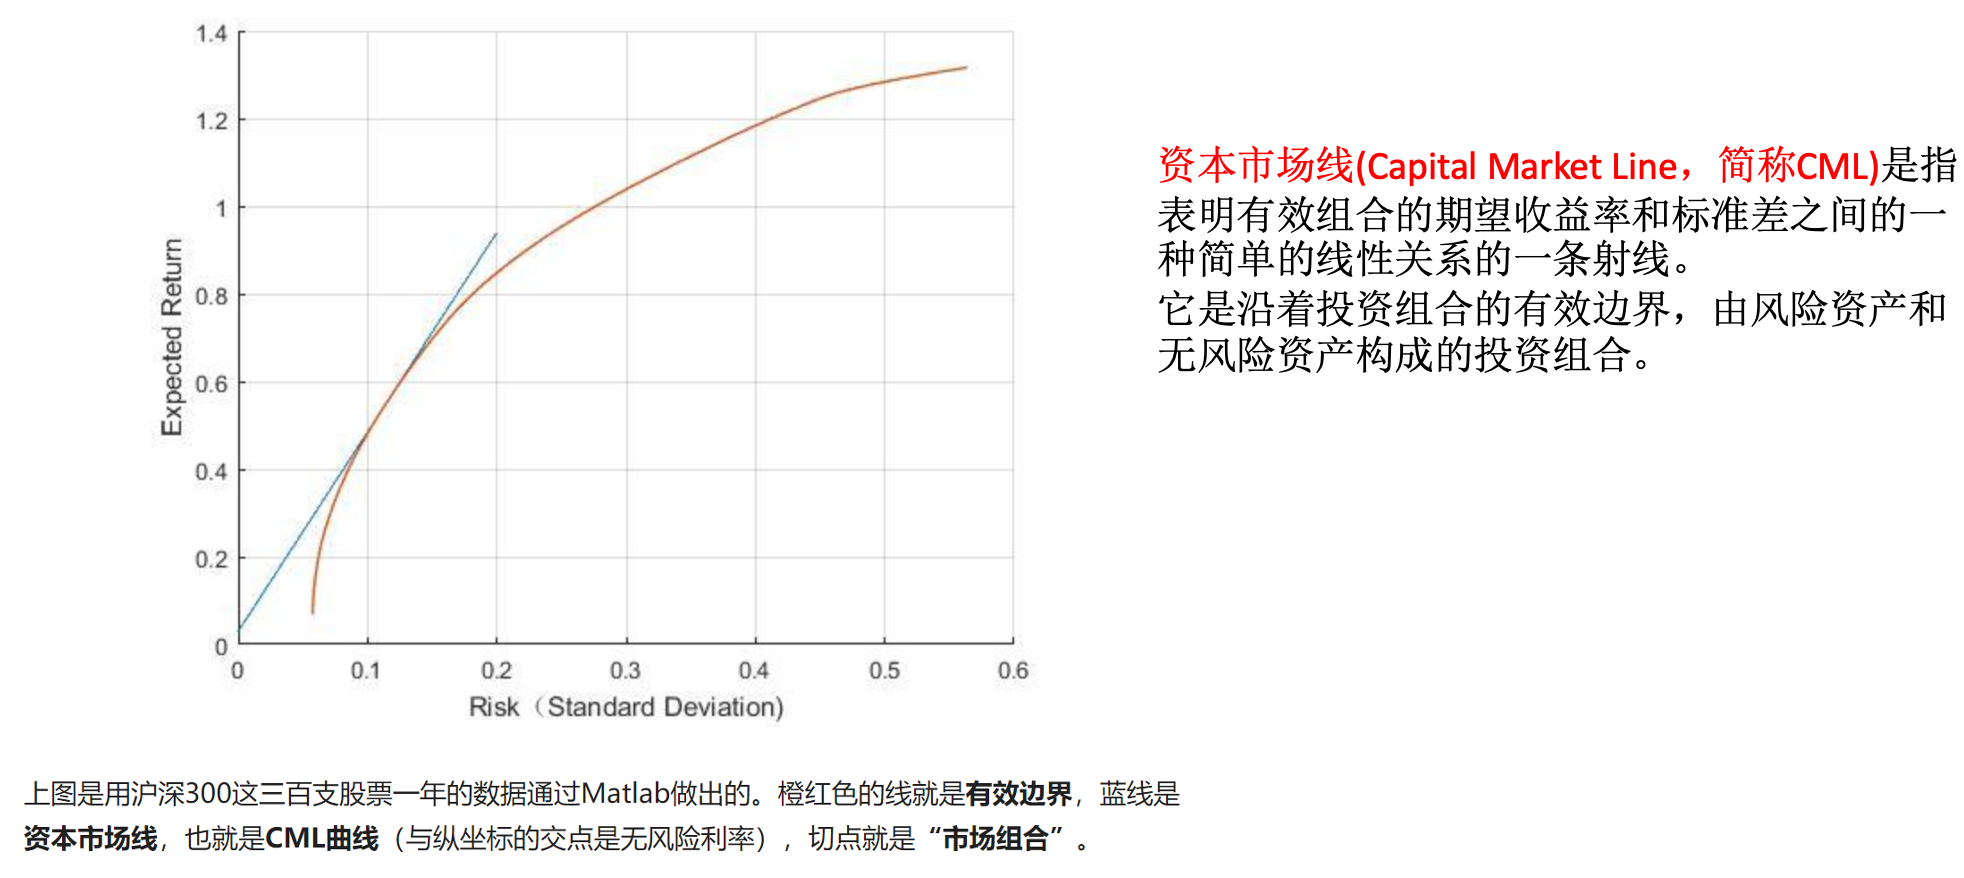 1.4
1.2
1
0.8
0.6
0.4
0.2
0
Expected Return
0 0.1 0.2 0.3 0.4 0.5 0.6
Risk（Standard Deviation)
资本市场线(Capital Market Line，简称CML)是指
表明有效组合的期望收益率和标准差之间的一
种简单的线性关系的一条射线。
它是沿着投资组合的有效边界，由风险资产和
无风险资产构成的投资组合。
上图是用沪深300这三百支股票一年的数据通过Matlab做出的。橙红色的线就是有效边界，蓝线是
资本市场线，也就是CML曲线（与纵坐标的交点是无风险利率），切点就是“市场组合”。